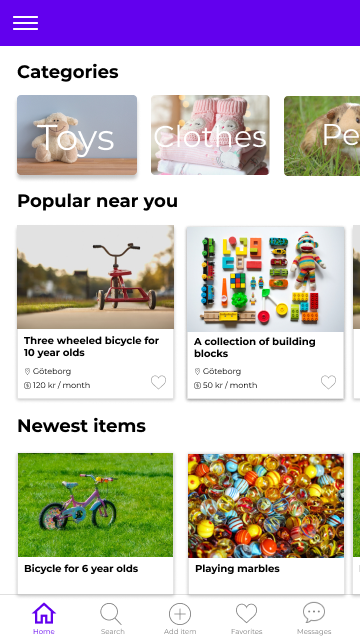 Categories
Toys
Clothes
Pe
Popular near you
Three wheeled bicycle for
10 year olds
Göteborg
120 kr / month
A collection of building
blocks
Göteborg
50 kr / month
Newest items
Bicycle for 6 year olds
Playing marbles
Home
Search
Add item
Favorites
Messages